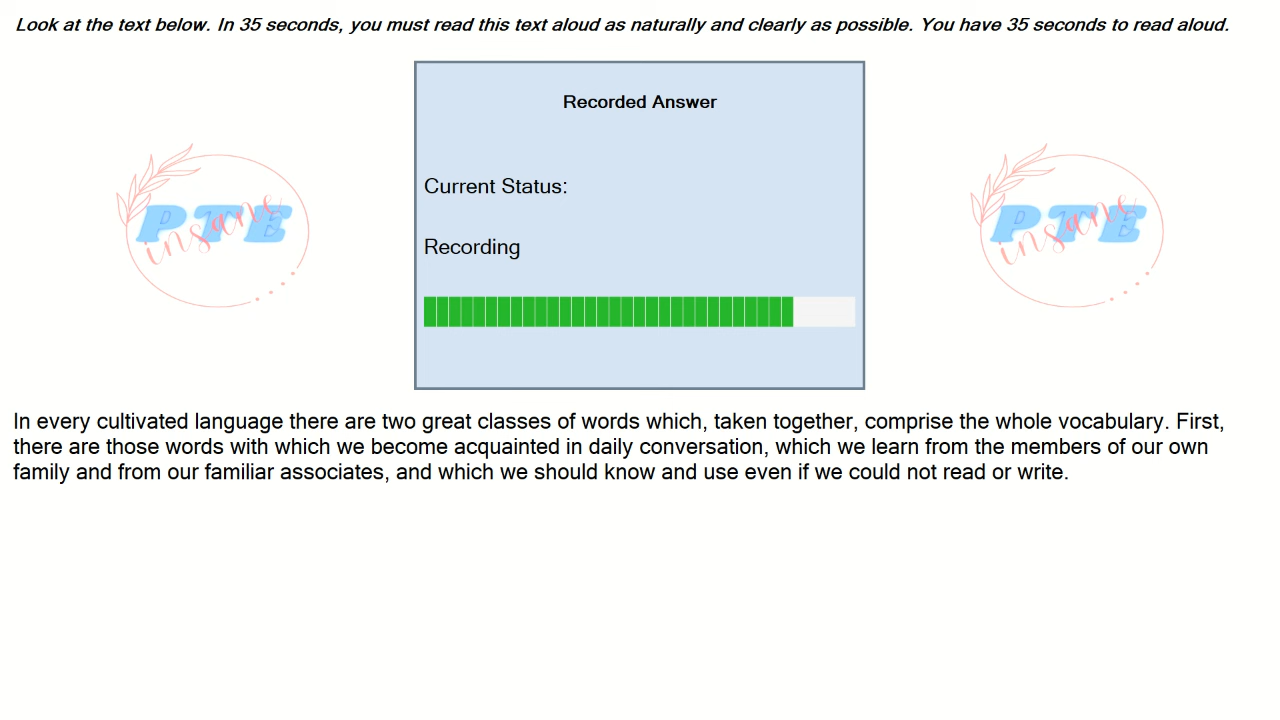 Look at the text below. In 35 seconds, you must read this text aloud as naturally and clearly as possible. You have 35 seconds to read aloud.
Recorded Answer
PTE
insane
PTE
insane
Current Status:
Recording
In every cultivated language there are two great classes of words which, taken together, comprise the whole vocabulary. First,
there are those words with which we become acquainted in daily conversation, which we learn from the members of our own
family and from our familiar associates, and which we should know and use even if we could not read or write.